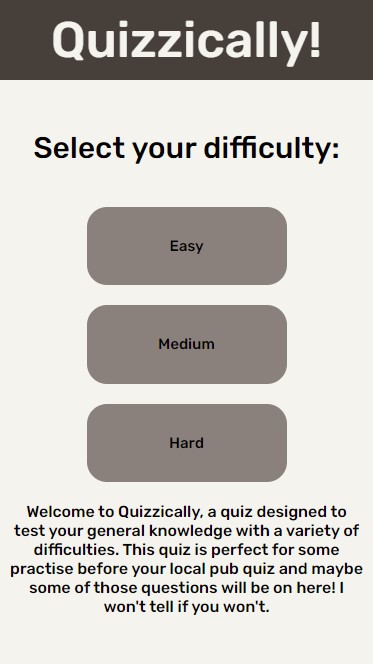 Quizzically!
Select your difficulty:
Easy
Medium
Hard
Welcome to Quizzically, a quiz designed to
test your general knowledge with a variety of
difficulties. This quiz is perfect for some
practise before your local pub quiz and maybe
some of those questions will be on here! I
won't tell if you won't.